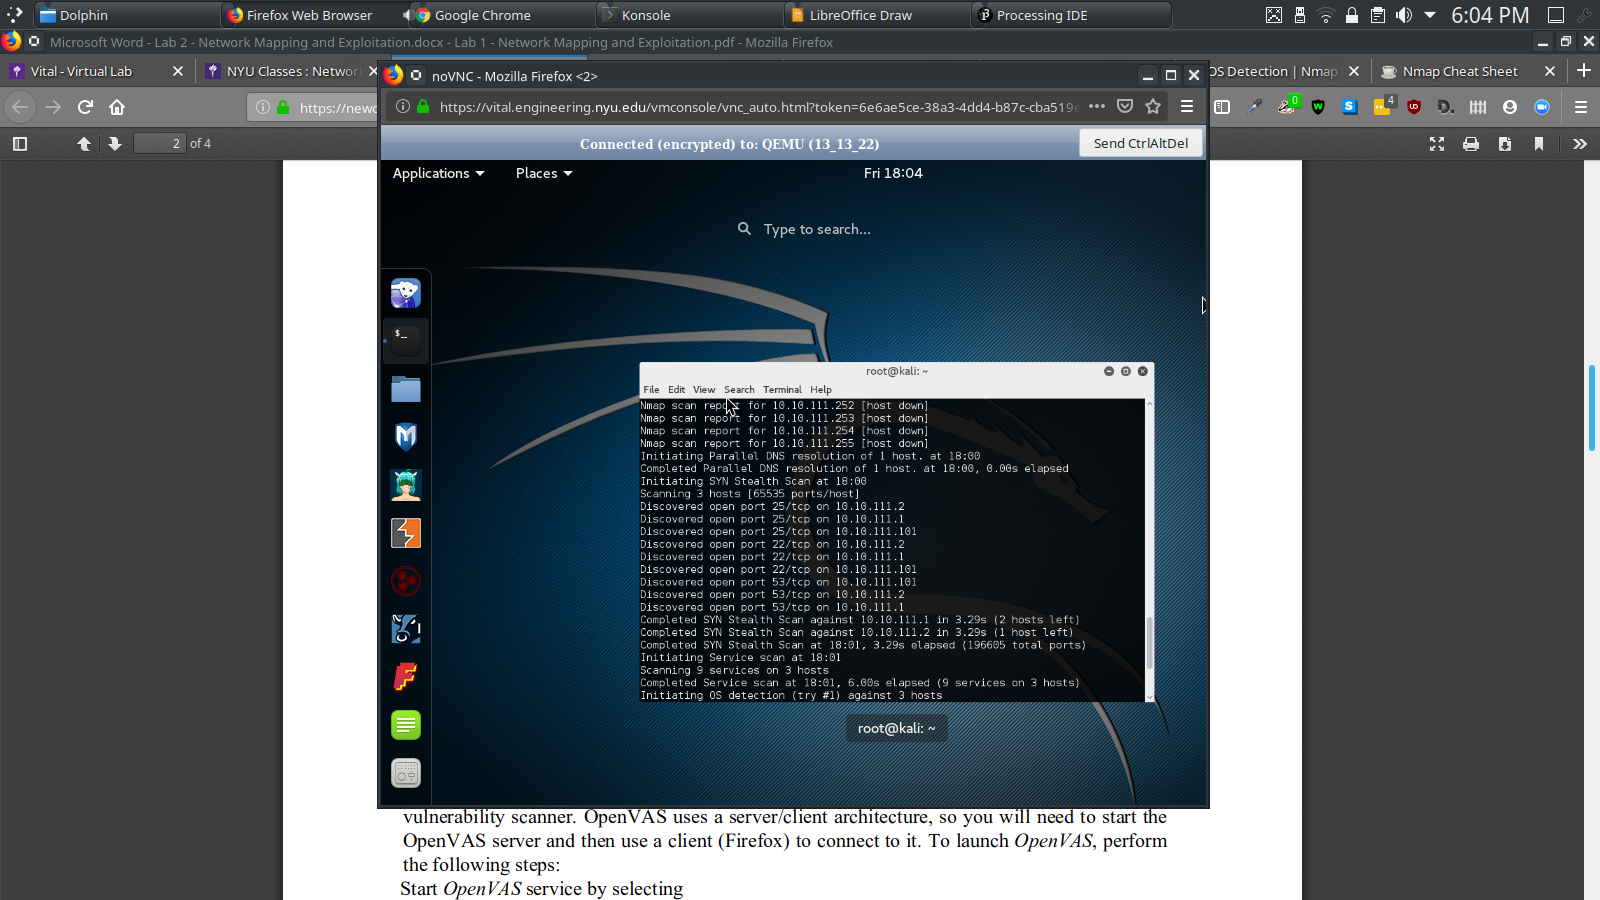 Dolphin
Firefox Web Browser
Google Chrome
Konsole
LibreOffice Draw
Processing IDE
6:04 PM
Microsoft Word - Lab 2 - Network Mapping and Exploitation.docx - Lab 1 - Network Mapping and Exploitation.pdf - Mozilla Firefox
Vital - Virtual Lab
NYU Classes : Network
OS Detection | Nmap
Nmap Cheat Sheet
noVNC - Mozilla Firefox <2>
https://newc
https://vital.engineering.nyu.edu/vmconsole/vnc_auto.html?token=6e6ae5ce-38a3-4dd4-b87c-cba519
0
4
2 of 4
Connected (encrypted) to: QEMU (13_13_22)
Send CtrlAltDel
Applications
Places
Fri 18:04
Type to search...
root@kali: ~
File Edit View Search Terminal Help
Nmap scan report for 10.10.111.252 [host down]
Nmap scan report for 10.10.111.253 [host down]
Nmap scan report for 10.10.111.254 [host down]
Nmap scan report for 10.10.111.255 [host down]
Initiating Parallel DNS resolution of 1 host. at 18:00
Completed Parallel DNS resolution of 1 host. at 18:00, 0.00s elapsed
Initiating SYN Stealth Scan at 18:00
Scanning 3 hosts [65535 ports/host]
Discovered open port 25/tcp on 10.10.111.2
Discovered open port 25/tcp on 10.10.111.1
Discovered open port 25/tcp on 10.10.111.101
Discovered open port 22/tcp on 10.10.111.2
Discovered open port 22/tcp on 10.10.111.1
Discovered open port 22/tcp on 10.10.111.101
Discovered open port 53/tcp on 10.10.111.101
Discovered open port 53/tcp on 10.10.111.2
Discovered open port 53/tcp on 10.10.111.1
Completed SYN Stealth Scan against 10.10.111.1 in 3.29s (2 hosts left)
Completed SYN Stealth Scan against 10.10.111.2 in 3.29s (1 host left)
Completed SYN Stealth Scan at 18:01, 3.29s elapsed (196605 total ports)
Initiating Service scan at 18:01
Scanning 9 services on 3 hosts
Completed Service scan at 18:01, 6.00s elapsed (9 services on 3 hosts)
Initiating OS detection (try #1) against 3 hosts
root@kali: ~
vulnerability scanner. OpenVAS uses a server/client architecture, so you will need to start the
OpenVAS server and then use a client (Firefox) to connect to it. To launch OpenVAS, perform
the following steps:
Start OpenVAS service by selecting